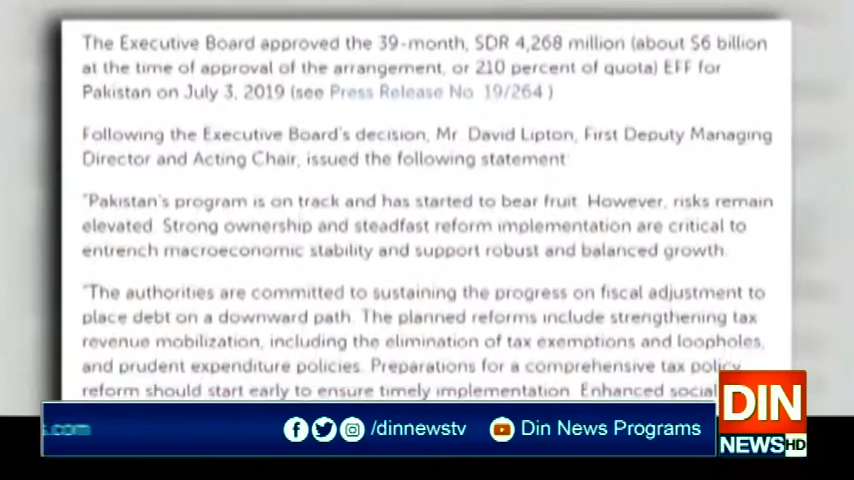 The Executive Board approved the 39-month, SDR 4,268 million (about $6 billion
at the time of approval of the arrangement, or 210 percent of quota) EFF for
Pakistan on July 3, 2019 (see Press Release No. 19/264 )
Following the Executive Board's decision, Mr. David Lipton, First Deputy Managing
Director and Acting Chair, issued the following statement:
"Pakistan's program is on track and has started to bear fruit. However, risks remain
elevated. Strong ownership and steadfast reform implementation are critical to
entrench macroeconomic stability and support robust and balanced growth.
"The authorities are committed to sustaining the progress on fiscal adjustment to
place debt on a downward path. The planned reforms include strengthening tax
revenue mobilization, including the elimination of tax exemptions and loopholes,
and prudent expenditure policies. Preparations for a comprehensive tax policy
reform should start early to ensure timely implementation. Enhanced social
.com
/dinnewstv
Din News Programs
DIN
NEWS HD